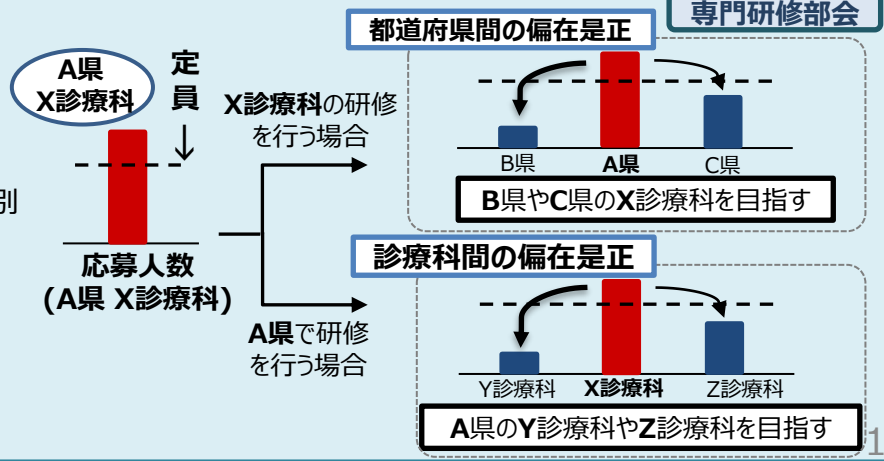 専門研修部会
都道府県間の偏在是正
A県
X診療科
定員
↓
X診療科の研修
を行う場合
B県 A県 C県
B県やC県のX診療科を目指す
別
応募人数
(A県 X診療科)
診療科間の偏在是正
A県で研修
を行う場合
Y診療科 X診療科 Z診療科
A県のY診療科やZ診療科を目指す
1